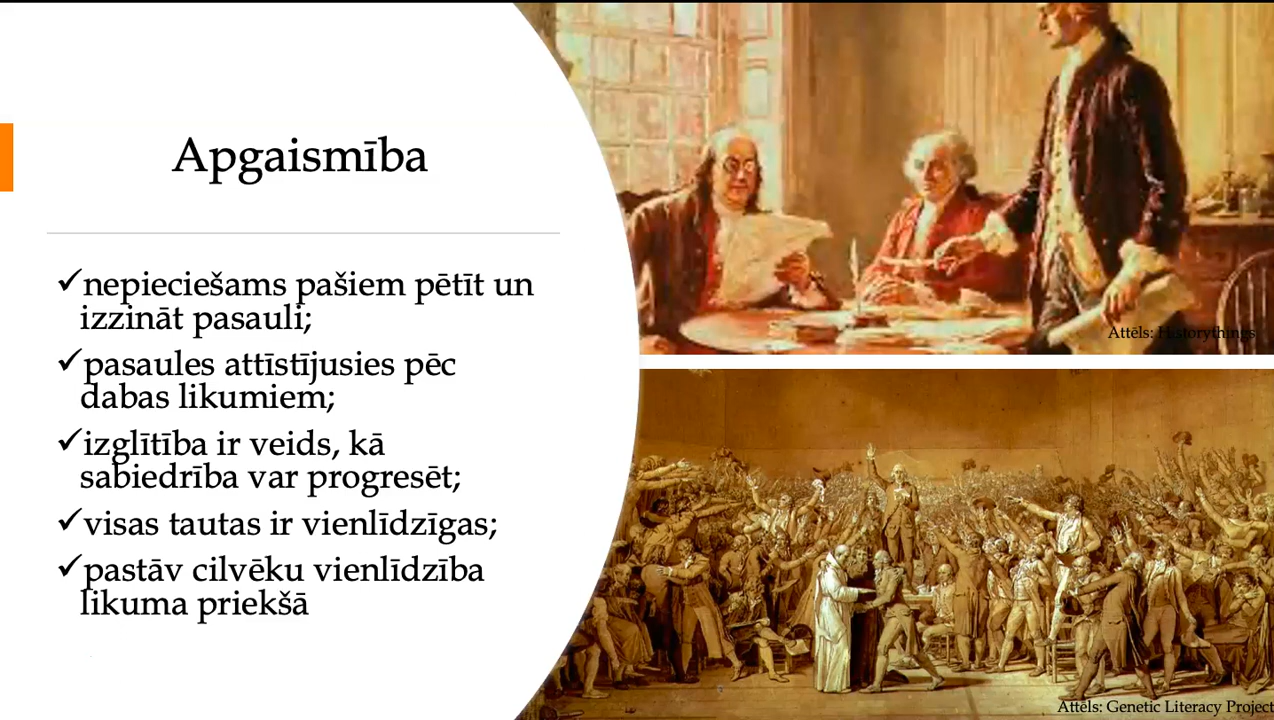 Apgaismība
✓nepieciešams pašiem pētīt un
izzināt pasauli;
✓pasaules attīstījusies pēc
dabas likumiem;
✓izglītība ir veids, kā
sabiedrība var progresēt;
✓visas tautas ir vienlīdzīgas;
✓pastāv cilvēku vienlīdzība
likuma priekšā
Attēls: Historythings
Attēls: Genetic Literacy Project